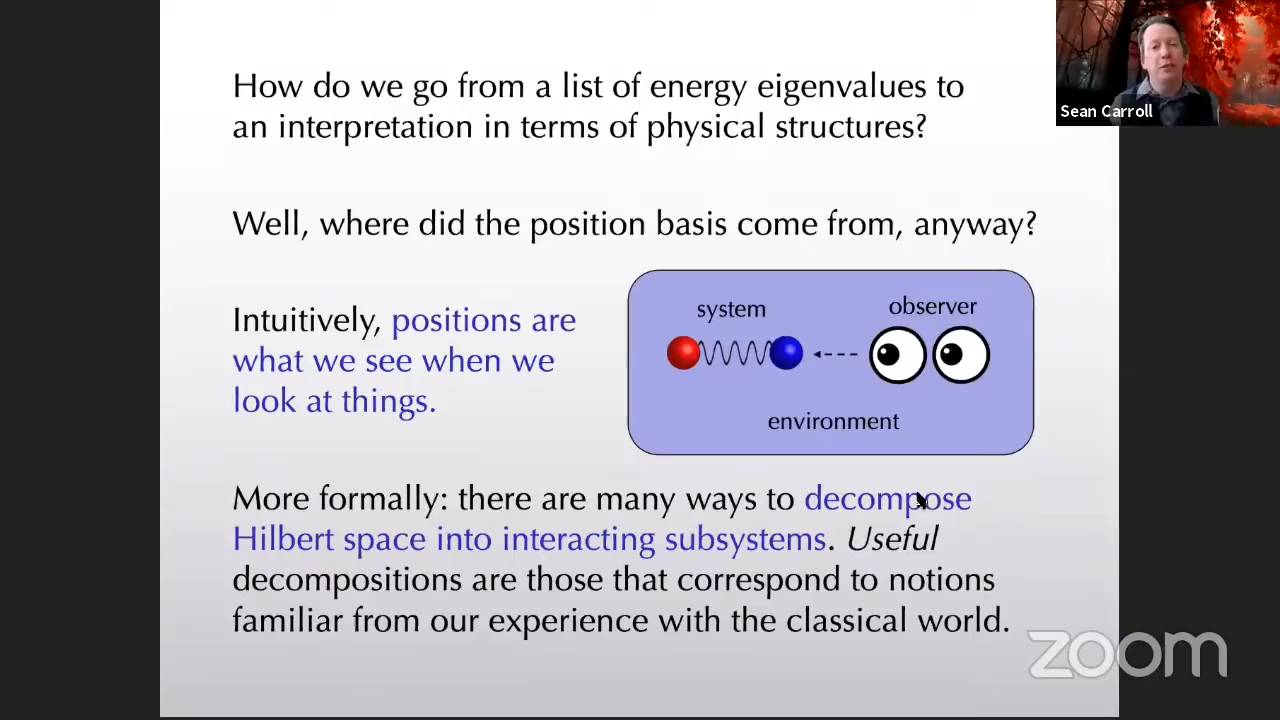 How do we go from a list of energy eigenvalues to
an interpretation in terms of physical structures?
Sean Carroll
Well, where did the position basis come from, anyway?
Intuitively, positions are
what we see when we
look at things.
system
observer
environment
More formally: there are many ways to decompose
Hilbert space into interacting subsystems. Useful
decompositions are those that correspond to notions
familiar from our experience with the classical world.
zoom